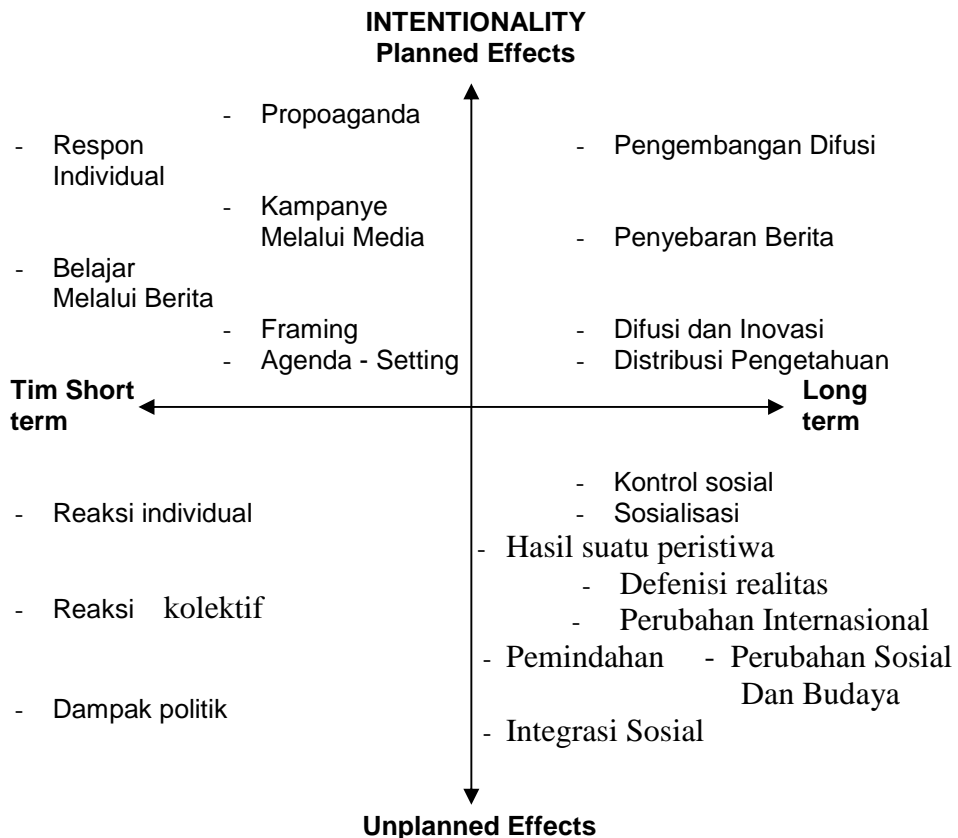 INTENTIONALITY
Planned Effects
- Propoaganda
- Respon
Individual
- Pengembangan Difusi
- Kampanye
Melalui Media
- Penyebaran Berita
- Belajar
Melalui Berita
- Framing
- Difusi dan Inovasi
- Agenda - Setting
- Distribusi Pengetahuan
Tim Short
term
Long
term
- Kontrol sosial
- Reaksi individual
- Sosialisasi
- Hasil suatu peristiwa
- Defenisi realitas
- Reaksi kolektif
- Perubahan Internasional
- Pemindahan - Perubahan Sosial
Dan Budaya
- Dampak politik
- Integrasi Sosial
Unplanned Effects